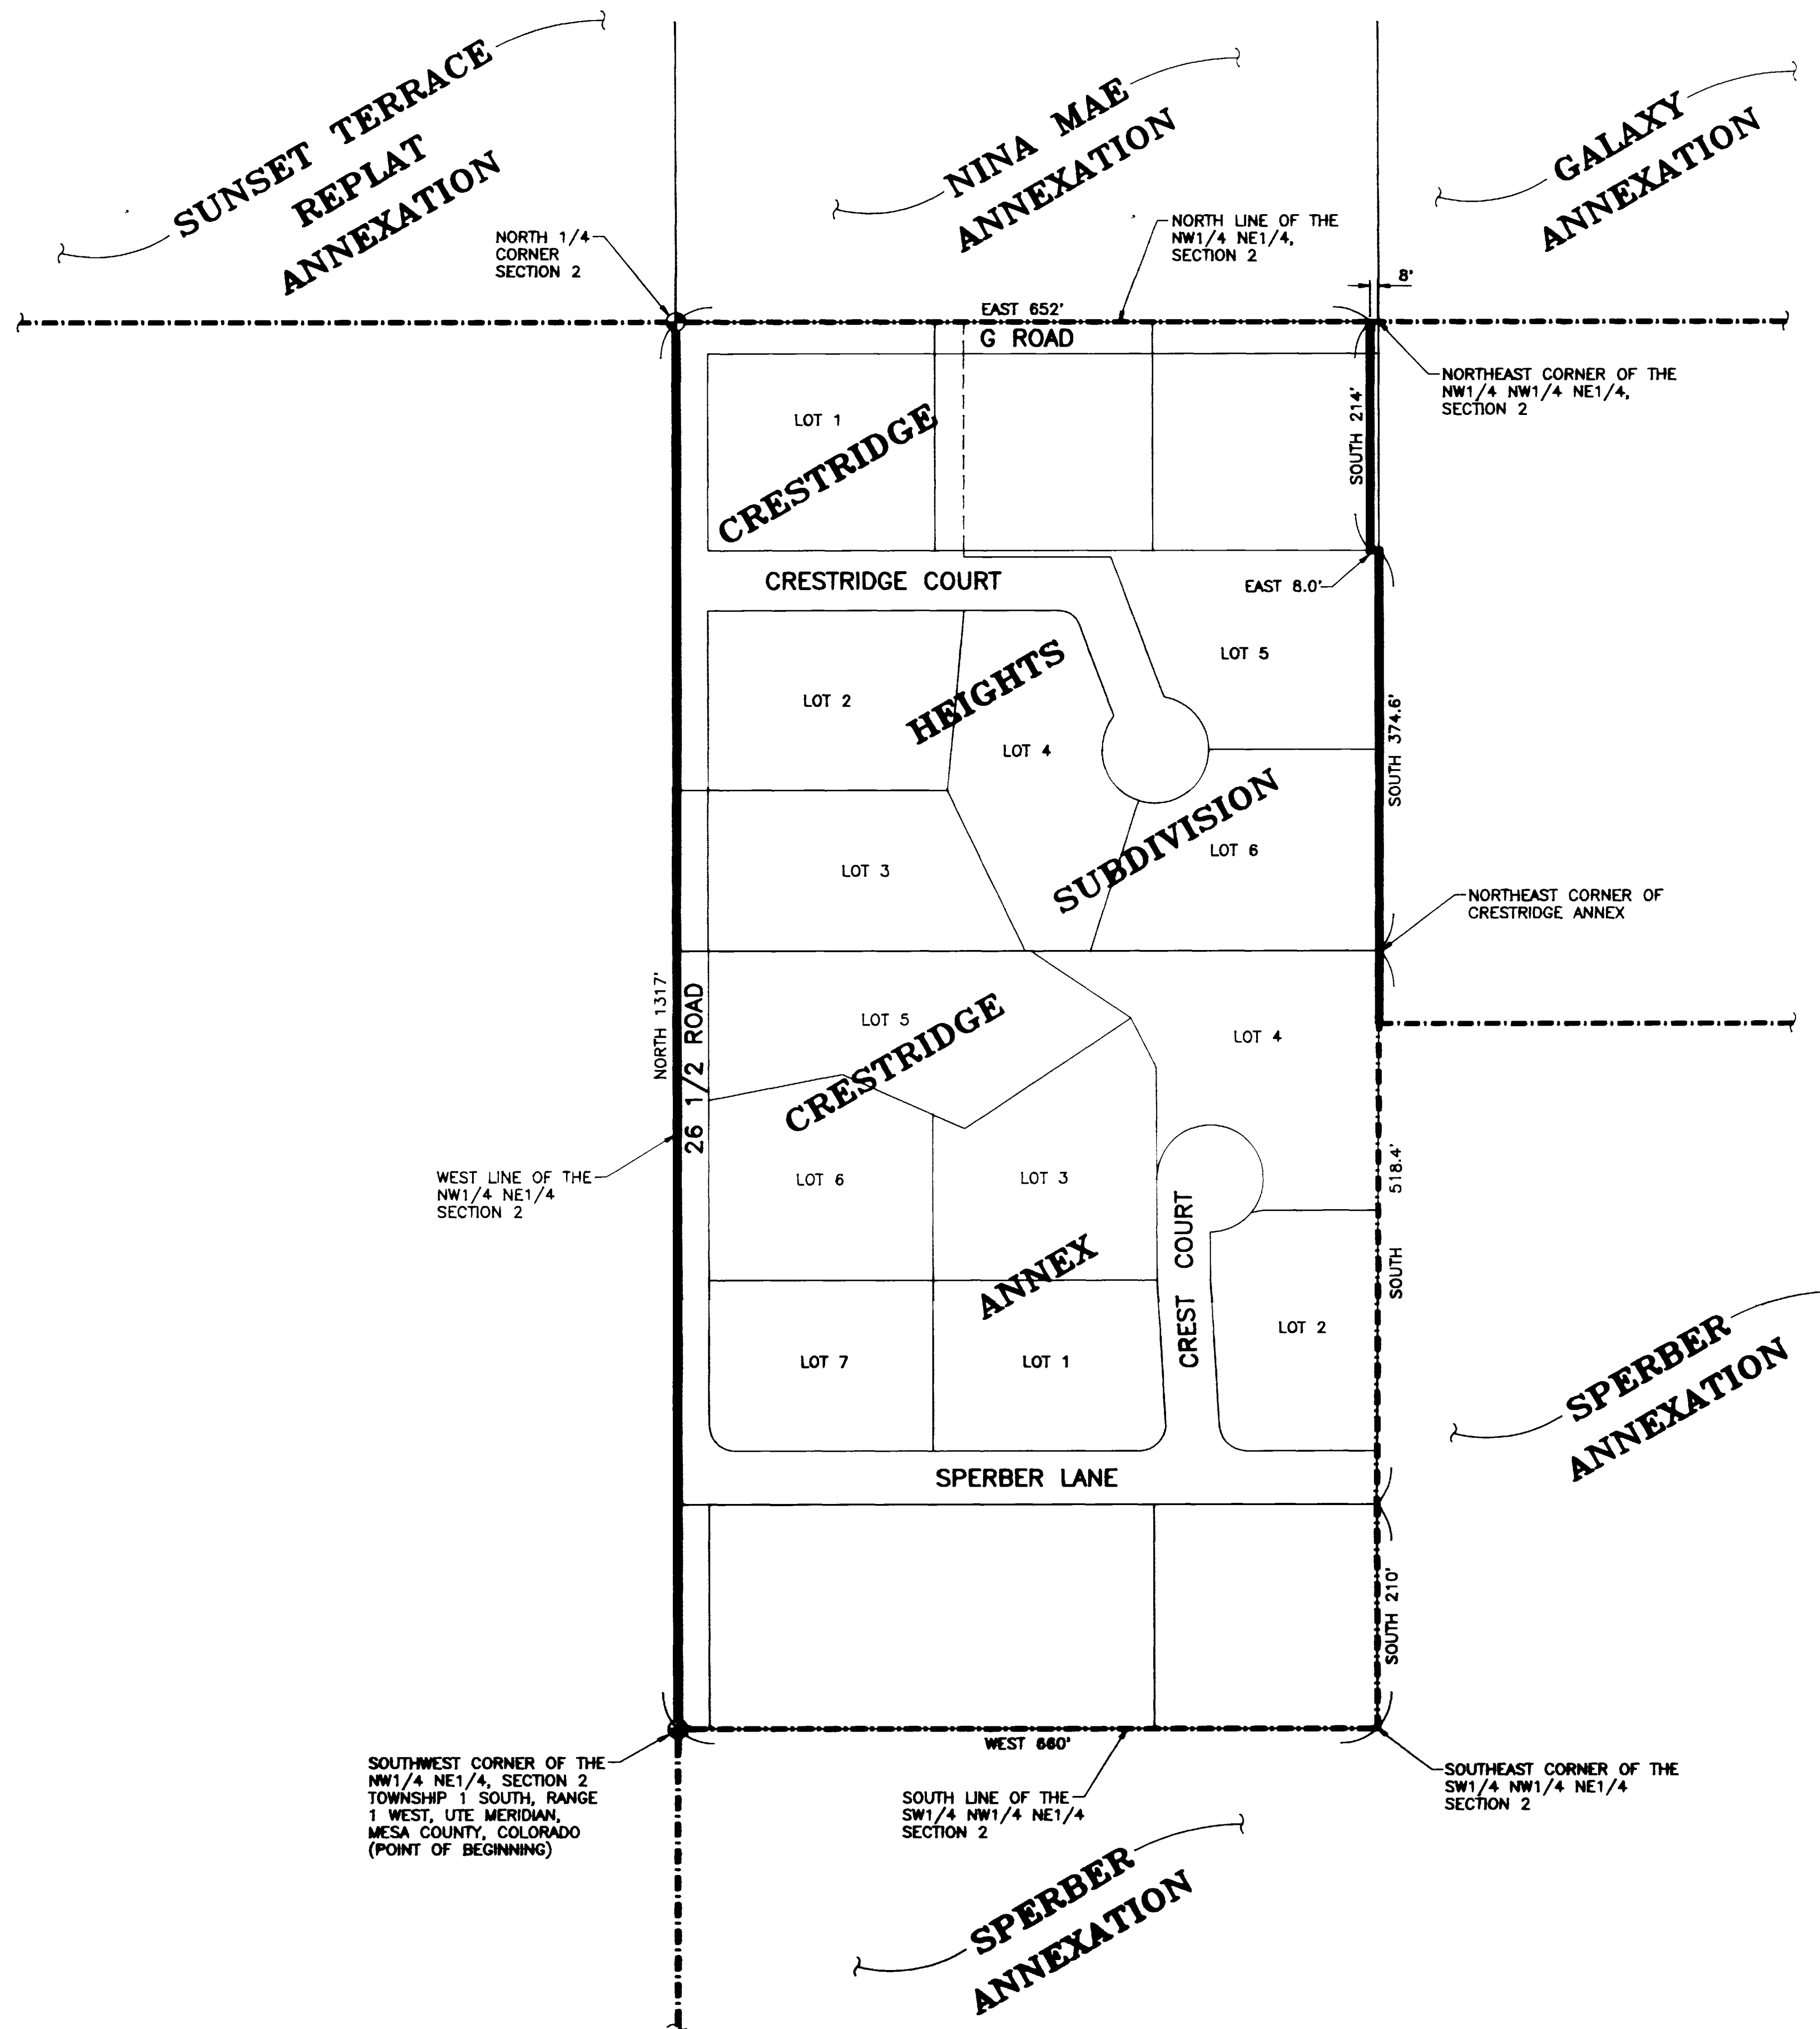 SUNSET TERRACE
REPLAT
ANNEXATION
NINA MAE
ANNEXATION
GALAXY
ANNEXATION
NORTH 1/4
CORNER
SECTION 2
NORTH LINE OF THE
NW1/4 NE1/4,
SECTION 2
8'
EAST 652'
G ROAD
NORTHEAST CORNER OF THE
NW1/4 NW1/4 NE1/4,
SECTION 2
SOUTH 214'
LOT 1
CRESTRIDGE
CRESTRIDGE COURT
EAST 8.0'
LOT 5
HEIGHTS
LOT 2
LOT 4
SOUTH 374.6'
SUBDIVISION
LOT 6
LOT 3
NORTHEAST CORNER OF
CRESTRIDGE ANNEX
NORTH 1317'
26 1/2 ROAD
LOT 5
CRESTRIDGE
LOT 4
WEST LINE OF THE
NW1/4 NE1/4
SECTION 2
LOT 6
LOT 3
SOUTH 518.4'
CREST COURT
ANNEX
LOT 2
LOT 7
LOT 1
SPERBER
ANNEXATION
SPERBER LANE
SOUTH 210'
WEST 660'
SOUTHWEST CORNER OF THE
NW1/4 NE1/4, SECTION 2
TOWNSHIP 1 SOUTH, RANGE
1 WEST, UTE MERIDIAN,
MESA COUNTY, COLORADO
(POINT OF BEGINNING)
SOUTH LINE OF THE
SW1/4 NW1/4 NE1/4
SECTION 2
SOUTHEAST CORNER OF THE
SW1/4 NW1/4 NE1/4
SECTION 2
SPERBER
ANNEXATION